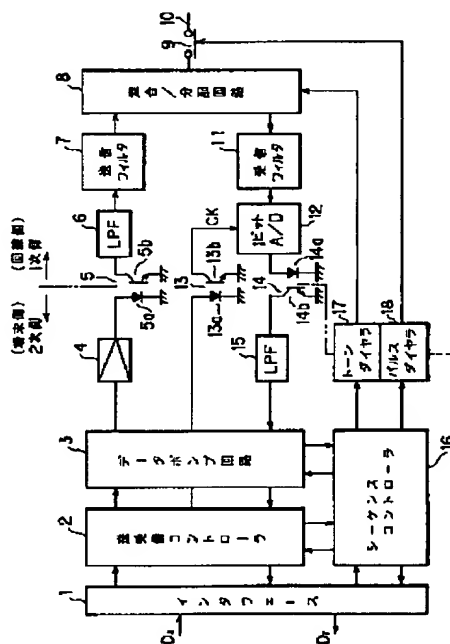 10
9
8
混合/分配回路
7
送信フィルタ
11
受信フィルタ
6
LPF
CK
1ビットA/D
12
(回線側)
1次側
(端末側)
2次側
5
5b
5a
13
13b
13a
14
14a
14b
4
15
LPF
17
トーンダイヤラ
18
パルスダイヤラ
3
データポンプ回路
2
送受信コントローラ
16
シーケンスコントローラ
1
インタフェース
Ds
Dr